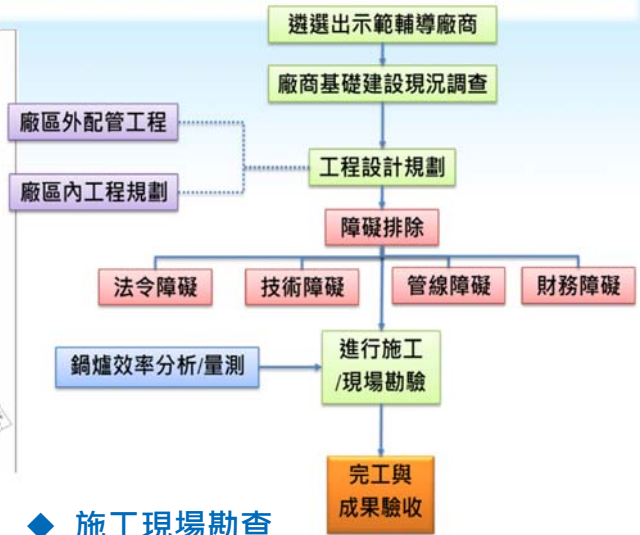 遴選出示範輔導廠商
廠商基礎建設現況調查
廠區外配管工程
工程設計規劃
廠區內工程規劃
障礙排除
法令障礙
技術障礙
管線障礙
財務障礙
鍋爐效率分析/量測
進行施工
/現場勘驗
完工與
成果驗收
◆ 施工現場勘查